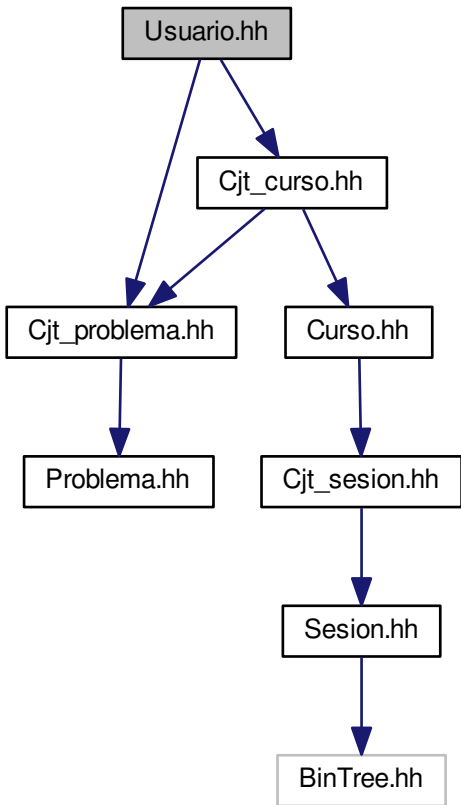 Usuario.hh
Cjt_curso.hh
Cjt_problema.hh
Curso.hh
Problema.hh
Cjt_sesion.hh
Sesion.hh
BinTree.hh